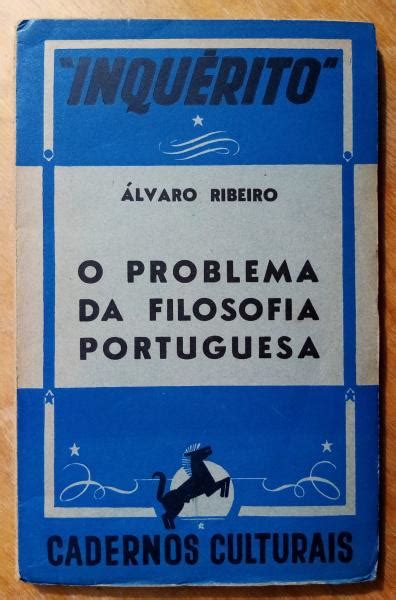 "INQUÉRITO"
ÁLVARO RIBEIRO
O PROBLEMA
DA FILOSOFIA
PORTUGUESA
CADERNOS CULTURAIS